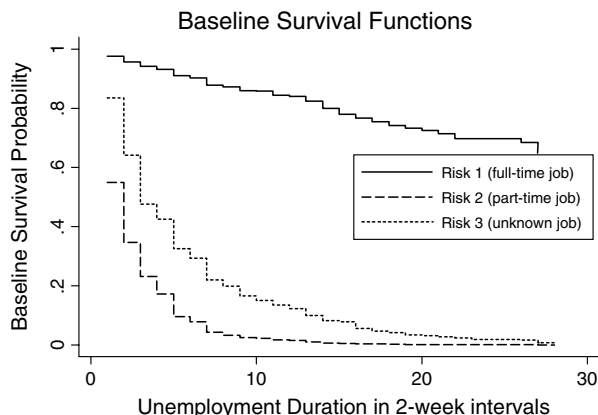 Baseline Survival Functions
Baseline Survival Probability
1
.8
.6
.4
.2
0
Risk 1 (full-time job)
Risk 2 (part-time job)
Risk 3 (unknown job)
0 10 20 30
Unemployment Duration in 2-week intervals